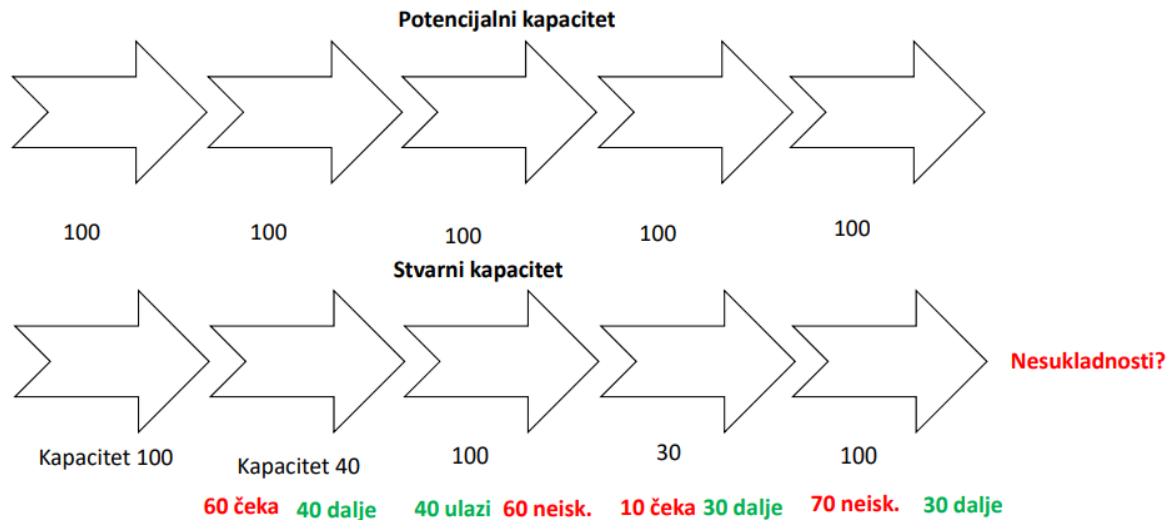 Potencijalni kapacitet
100 100 100 100 100
Stvarni kapacitet
Nesukladnosti?
Kapacitet 100 Kapacitet 40 100 30 100
60 čeka 40 dalje 40 ulazi 60 neisk. 10 čeka 30 dalje 70 neisk. 30 dalje